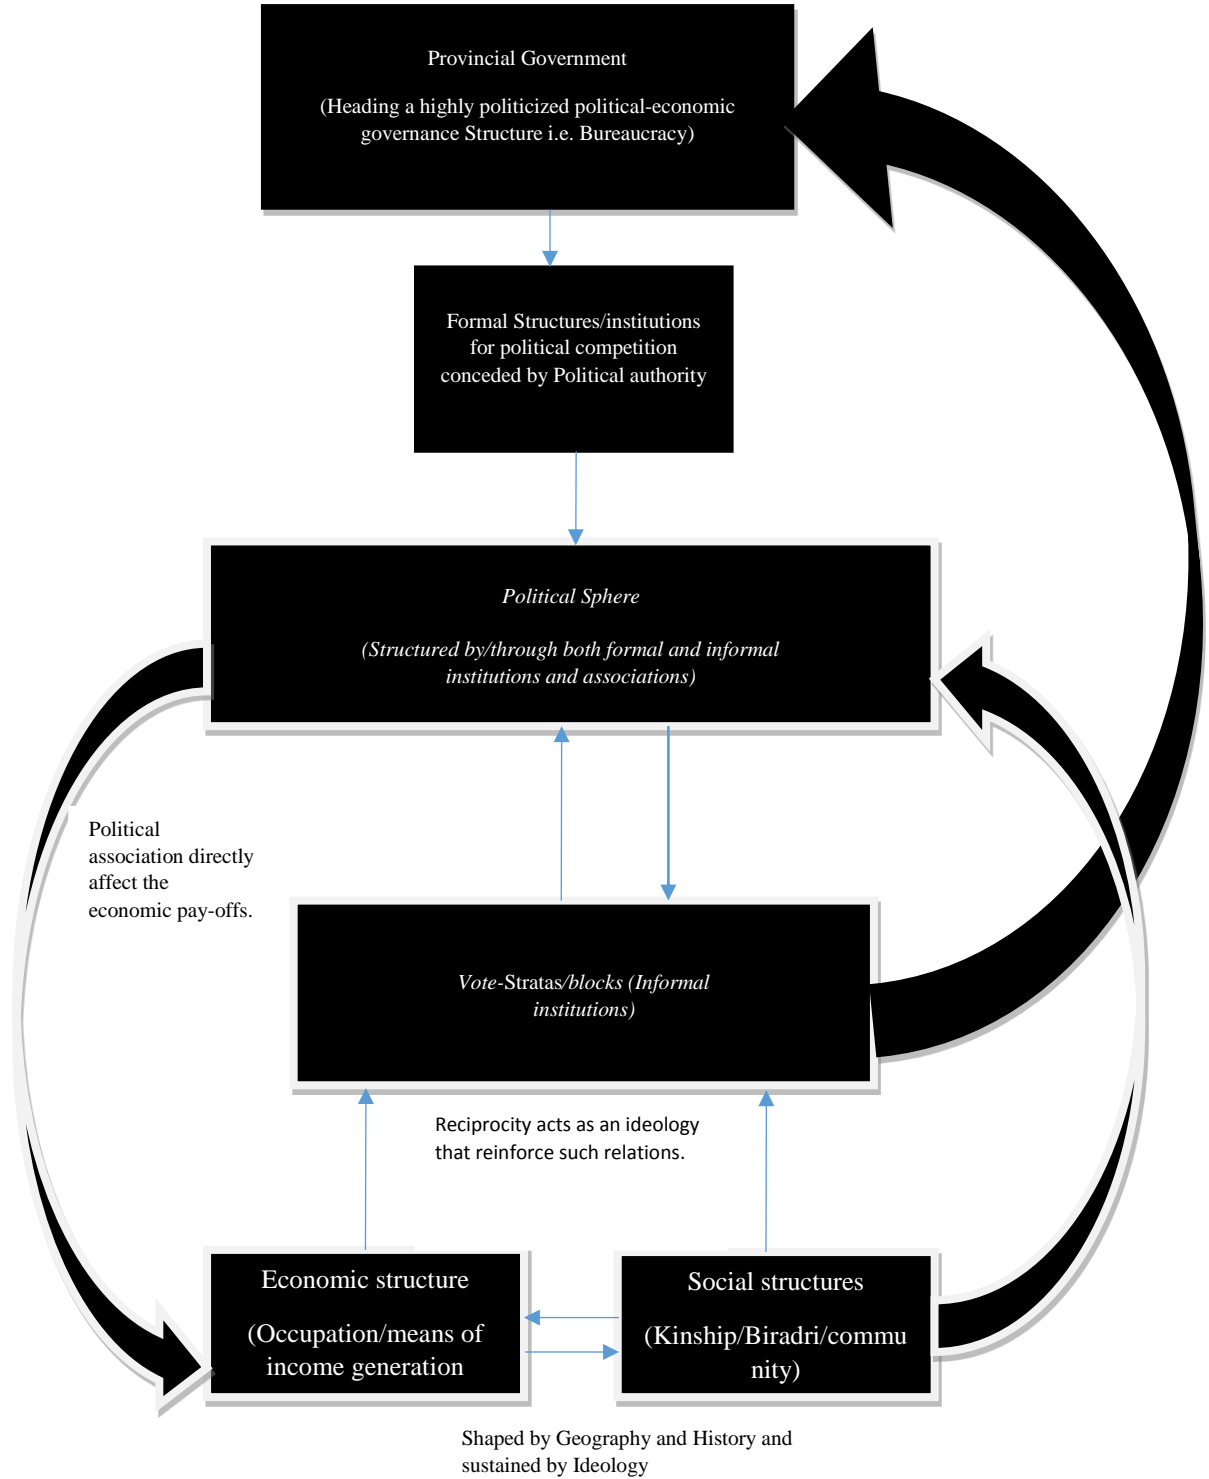 Provincial Government
(Heading a highly politicized political-economic
governance Structure i.e. Bureaucracy)
Formal Structures/institutions
for political competition
conceded by Political authority
Political Sphere
(Structured by/through both formal and informal
institutions and associations)
Political
association directly
affect the
economic pay-offs.
Vote-Stratas/blocks (Informal
institutions)
Reciprocity acts as an ideology
that reinforce such relations.
Economic structure
(Occupation/means of
income generation
Social structures
(Kinship/Biradri/commu
nity)
Shaped by Geography and History and
sustained by Ideology